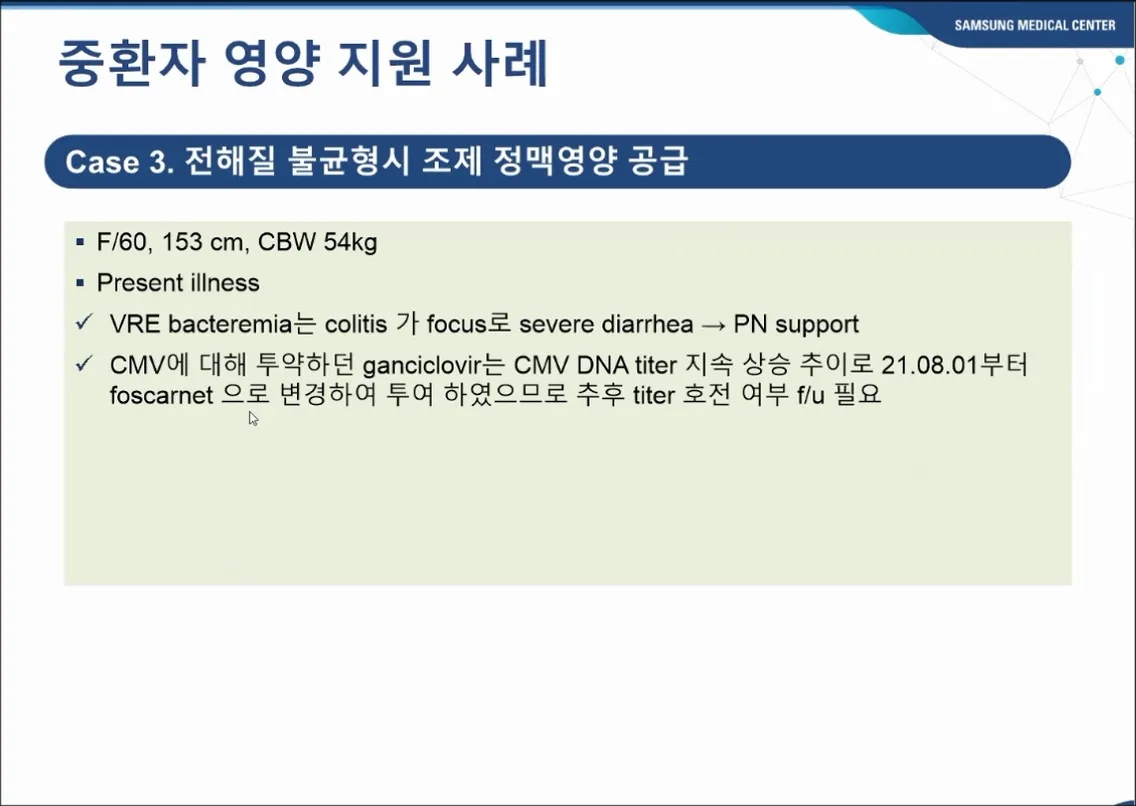 SAMSUNG MEDICAL CENTER
중환자 영양 지원 사례
Case 3. 전해질 불균형시 조제 정맥영양 공급
▪ F/60, 153 cm, CBW 54kg
▪ Present illness
✓ VRE bacteremia는 colitis 가 focus로 severe diarrhea → PN support
✓ CMV에 대해 투약하던 ganciclovir는 CMV DNA titer 지속 상승 추이로 21.08.01부터
foscarnet 으로 변경하여 투여 하였으므로 추후 titer 호전 여부 f/u 필요